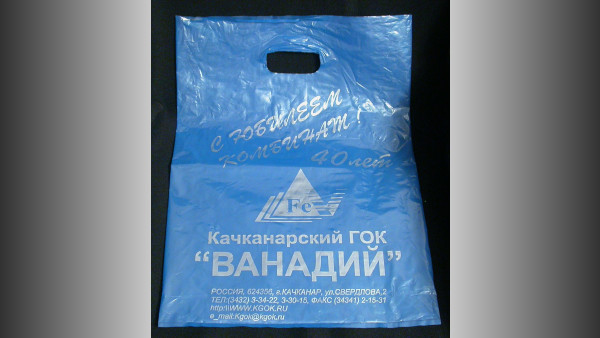 С ЮБИЛЕЕМ
КОМБИНАТ!
40 лет
Fe
Качканарский ГОК
“ВАНАДИЙ”
РОССИЯ, 624356, г.КАЧКАНАР, ул.СВЕРДЛОВА,2
ТЕЛ:(3432) 3-34-22, 3-30-15, ФАКС (34341) 2-15-31
http:\\WWW.KGOK.RU
e_mail:Kgok@kgok.ru